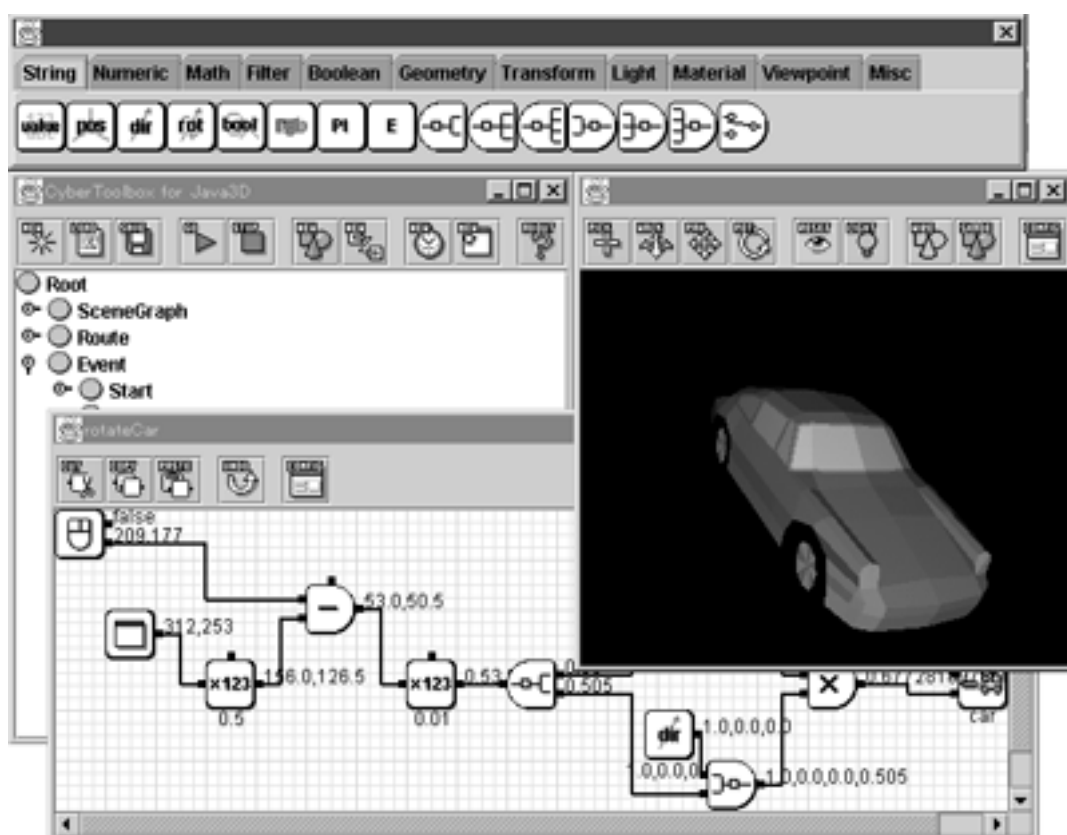 String Numeric Math Filter Boolean Geometry Transform Light Material Viewpoint Misc
value pos dir rot bool PI E
CyberToolbox for Java3D
Root
SceneGraph
Route
Event
Start
rotateCar
false
209,177
53.0,50.5
312,253
×123
156.0,126.5
0.5
×123
0.01
0.53
0.505
×
car
dir
1.0,0.0,0.0
1.0,0.0,0.0,0.505